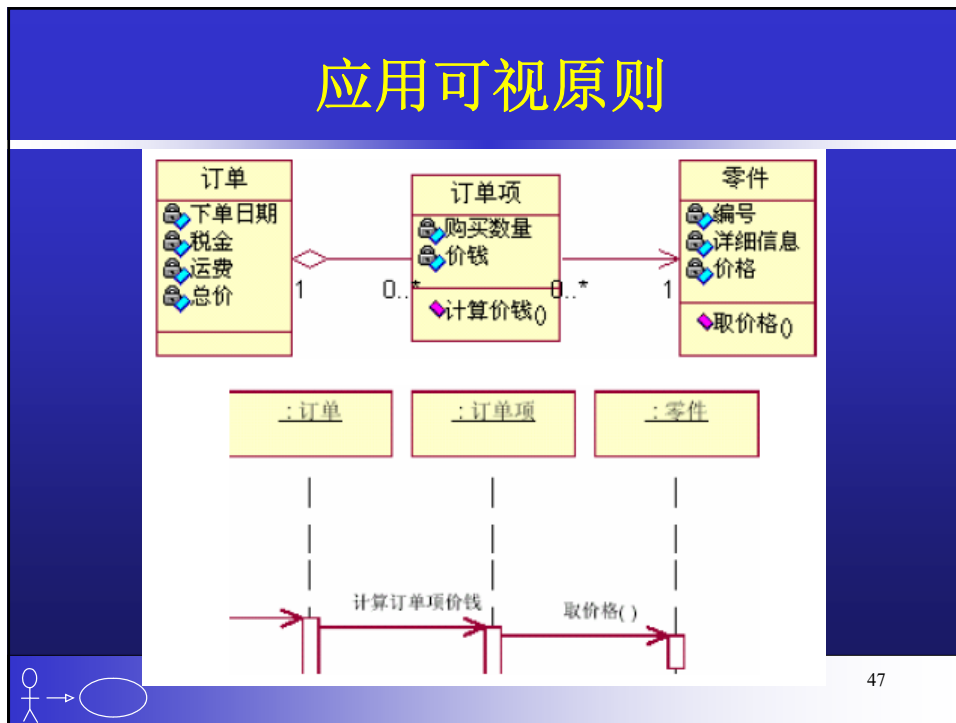 应用可视原则
订单
下单日期
税金
运费
总价
1
0..*
订单项
购买数量
价钱
计算价钱()
0..*
1
零件
编号
详细信息
价格
取价格()
: 订单
: 订单项
: 零件
计算订单项价钱
取价格( )
47